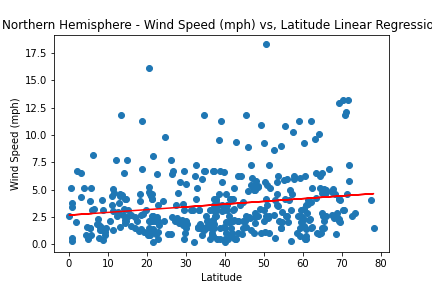 Northern Hemisphere - Wind Speed (mph) vs, Latitude Linear Regressio
17.5
15.0
12.5
10.0
7.5
5.0
2.5
0.0
Wind Speed (mph)
0 10 20 30 40 50 60 70 80
Latitude